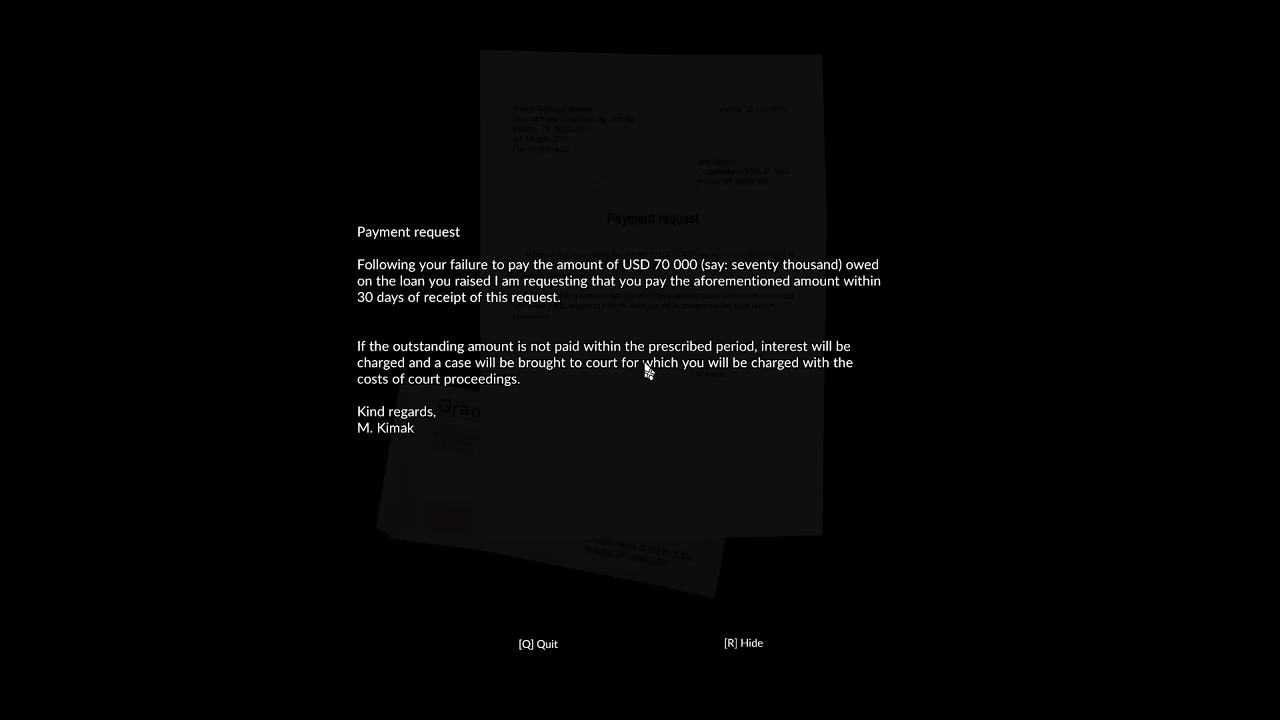 Payment request
Payment request
Following your failure to pay the amount of USD 70 000 (say: seventy thousand) owed
on the loan you raised I am requesting that you pay the aforementioned amount within
30 days of receipt of this request.
If the outstanding amount is not paid within the prescribed period, interest will be
charged and a case will be brought to court for which you will be charged with the
costs of court proceedings.
Kind regards,
Gran
M. Kimak
[Q] Quit
[R] Hide